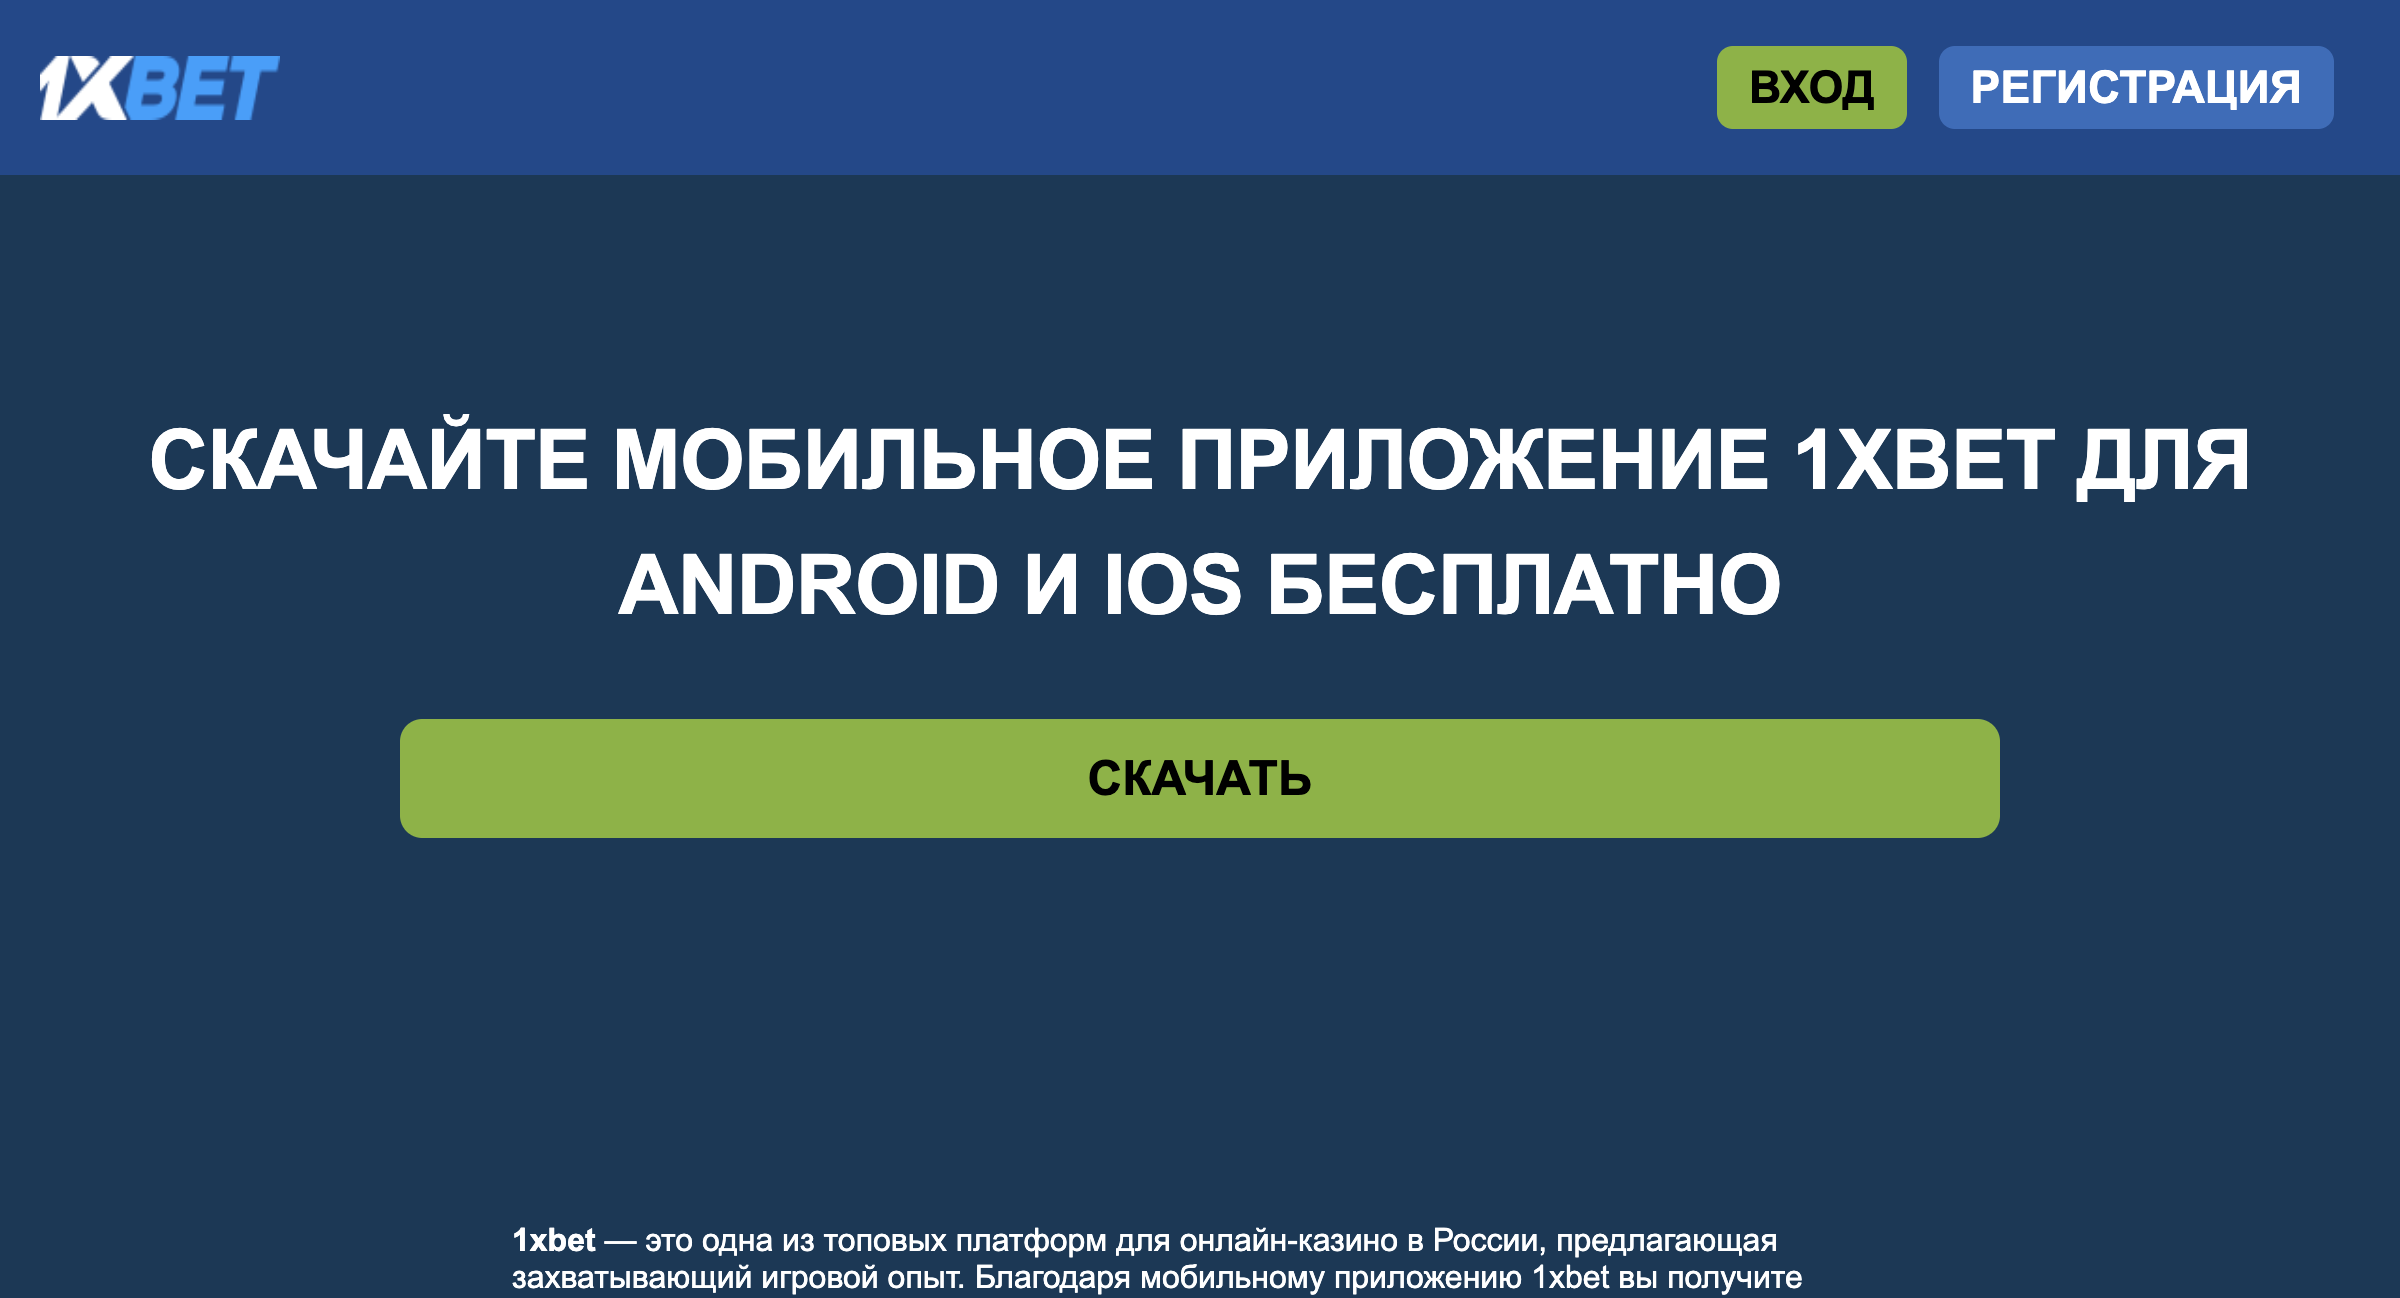 1XBET
ВХОД
РЕГИСТРАЦИЯ
СКАЧАЙТЕ МОБИЛЬНОЕ ПРИЛОЖЕНИЕ 1XBET ДЛЯ
ANDROID И IOS БЕСПЛАТНО
СКАЧАТЬ
1xbet — это одна из топовых платформ для онлайн-казино в России, предлагающая
захватывающий игровой опыт. Благодаря мобильному приложению 1xbet вы получите